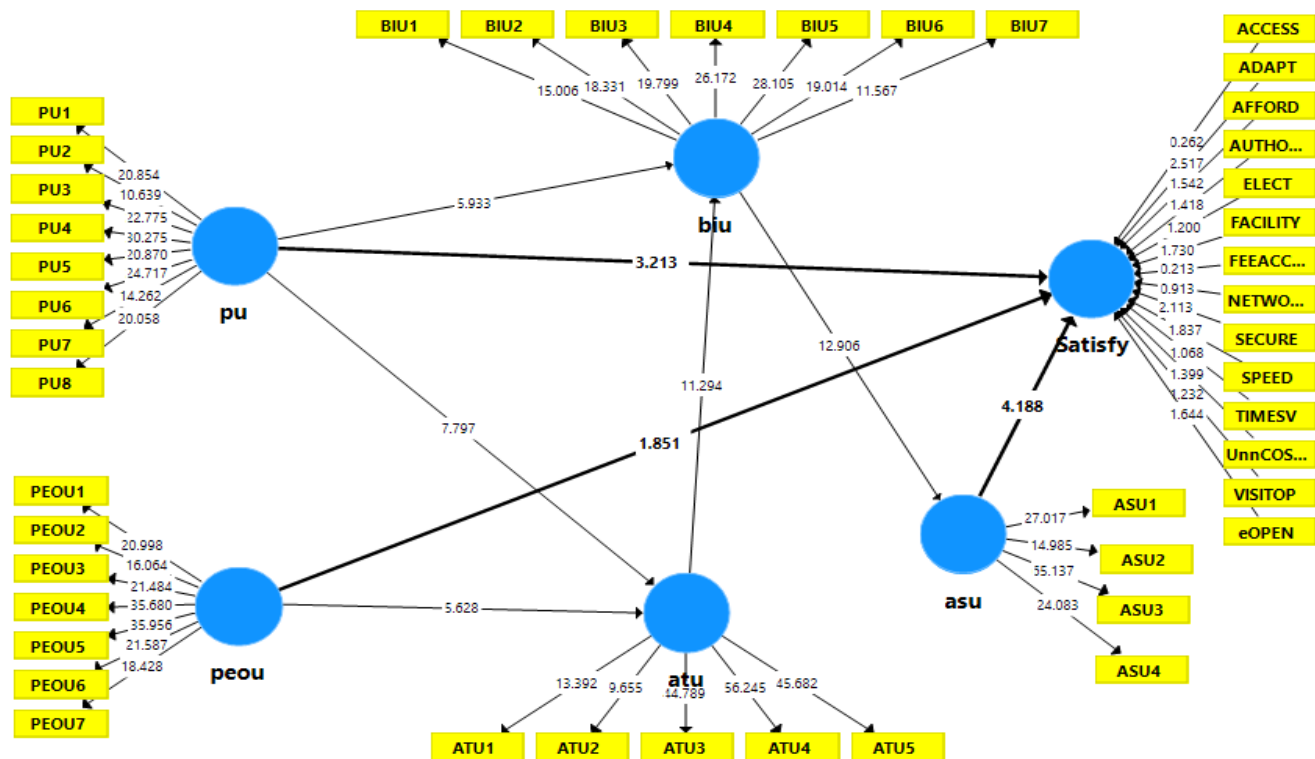 BIU1 BIU2 BIU3 BIU4 BIU5 BIU6 BIU7
15.006 18.331 19.799 26.172 28.105 19.014 11.567
biu
PU1
PU2
PU3
PU4
PU5
PU6
PU7
PU8
20.854
10.639
22.775
30.275
20.870
24.717
14.262
20.058
pu
5.933
3.213
7.797
11.294
12.906
1.851
4.188
5.628
ACCESS
ADAPT
AFFORD
AUTHO...
ELECT
FACILITY
FEEACC...
NETWO...
SECURE
SPEED
TIMESV
UnnCOS...
VISITOP
eOPEN
0.262
2.517
1.542
1.418
1.200
1.730
0.213
0.913
2.113
1.837
1.068
1.399
1.232
1.644
Satisfy
PEOU1
PEOU2
PEOU3
PEOU4
PEOU5
PEOU6
PEOU7
20.998
16.064
21.484
35.680
35.956
21.587
18.428
peou
atu
13.392 9.655 44.789 56.245 45.682
ATU1 ATU2 ATU3 ATU4 ATU5
asu
27.017
14.985
55.137
24.083
ASU1
ASU2
ASU3
ASU4